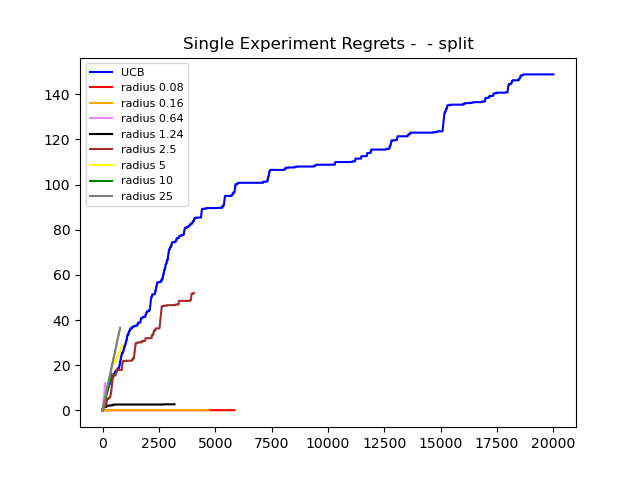 Single Experiment Regrets -  - split
UCB
radius 0.08
radius 0.16
radius 0.64
radius 1.24
radius 2.5
radius 5
radius 10
radius 25
140
120
100
80
60
40
20
0
0 2500 5000 7500 10000 12500 15000 17500 20000